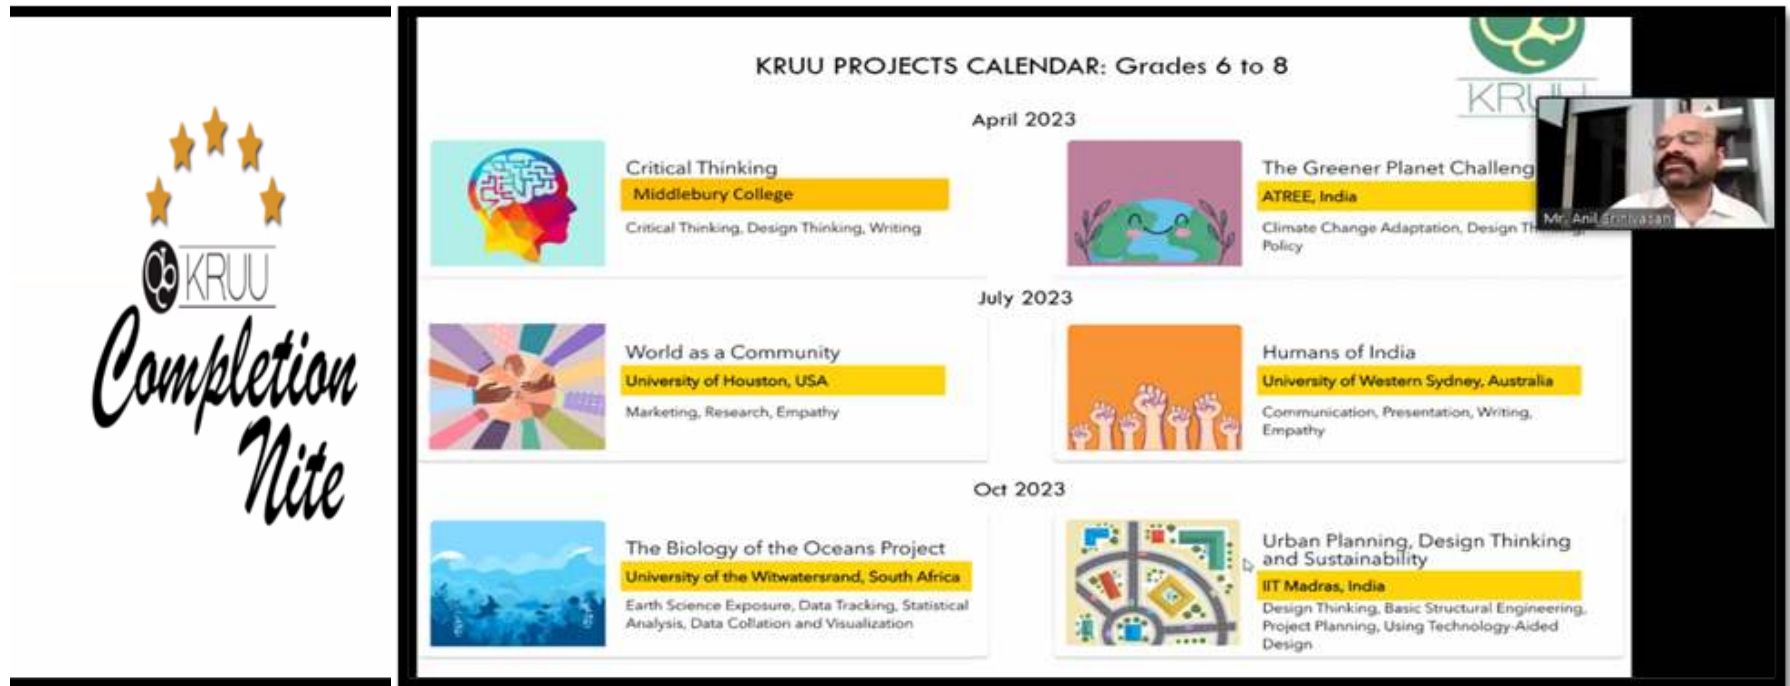 KRUU
Completion
Nite
KRUU PROJECTS CALENDAR: Grades 6 to 8
KRUU
April 2023
Critical Thinking
Middlebury College
Critical Thinking, Design Thinking, Writing
The Greener Planet Challeng
ATREE, India
Climate Change Adaptation, Design
Policy
Mr. Anil Srinivasan
July 2023
World as a Community
University of Houston, USA
Marketing, Research, Empathy
Humans of India
University of Western Sydney, Australia
Communication, Presentation, Writing,
Empathy
Oct 2023
The Biology of the Oceans Project
University of the Witwatersrand, South Africa
Earth Science Exposure, Data Tracking, Statistical
Analysis, Data Collation and Visualization
Urban Planning, Design Thinking
and Sustainability
IIT Madras, India
Design Thinking, Basic Structural Engineering,
Project Planning, Using Technology-Aided
Design